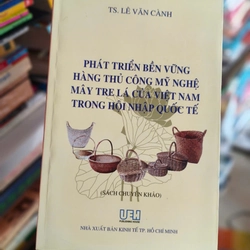 TS. LÊ VĂN CÀNH
PHÁT TRIỂN BỀN VỮNG
HÀNG THỦ CÔNG MỸ NGHỆ
MÂY TRE LÁ CỦA VIỆT NAM
TRONG HỘI NHẬP QUỐC TẾ
(SÁCH CHUYÊN KHẢO)
UEH
NHÀ XUẤT BẢN KINH TẾ TP. HỒ CHÍ MINH